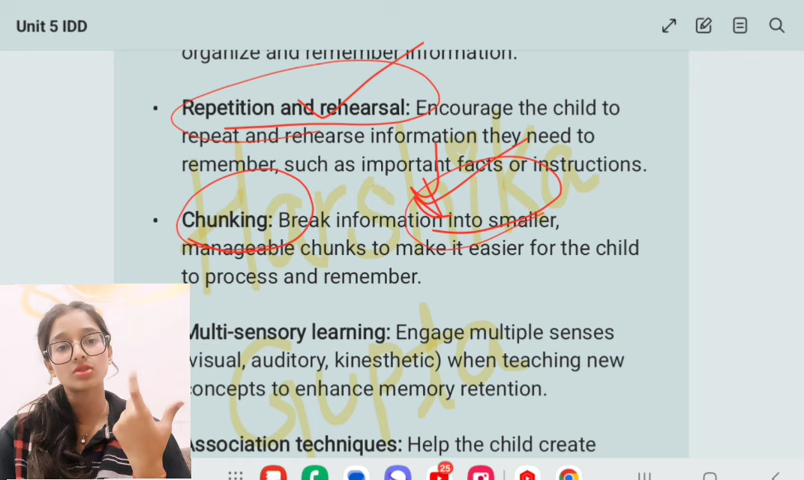 Unit 5 IDD
organize and remember information.
• Repetition and rehearsal: Encourage the child to
repeat and rehearse information they need to
remember, such as important facts or instructions.
• Chunking: Break information into smaller,
manageable chunks to make it easier for the child
to process and remember.
Multi-sensory learning: Engage multiple senses
visual, auditory, kinesthetic) when teaching new
concepts to enhance memory retention.
Association techniques: Help the child create
Harshika
Gupta
25